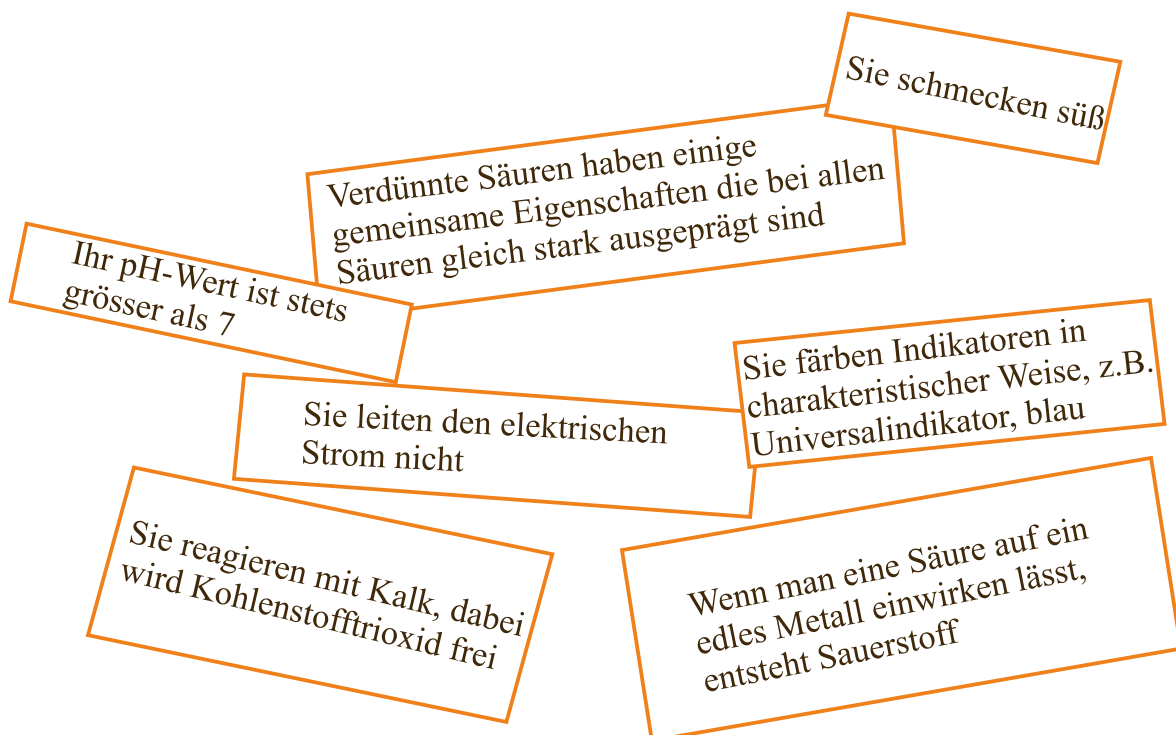 Sie schmecken süß
Verdünnte Säuren haben einige
gemeinsame Eigenschaften die bei allen
Säuren gleich stark ausgeprägt sind
Ihr pH-Wert ist stets
grösser als 7
Sie färben Indikatoren in
charakteristischer Weise, z.B.
Universalindikator, blau
Sie leiten den elektrischen
Strom nicht
Sie reagieren mit Kalk, dabei
wird Kohlenstofftrioxid frei
Wenn man eine Säure auf ein
edles Metall einwirken lässt,
entsteht Sauerstoff